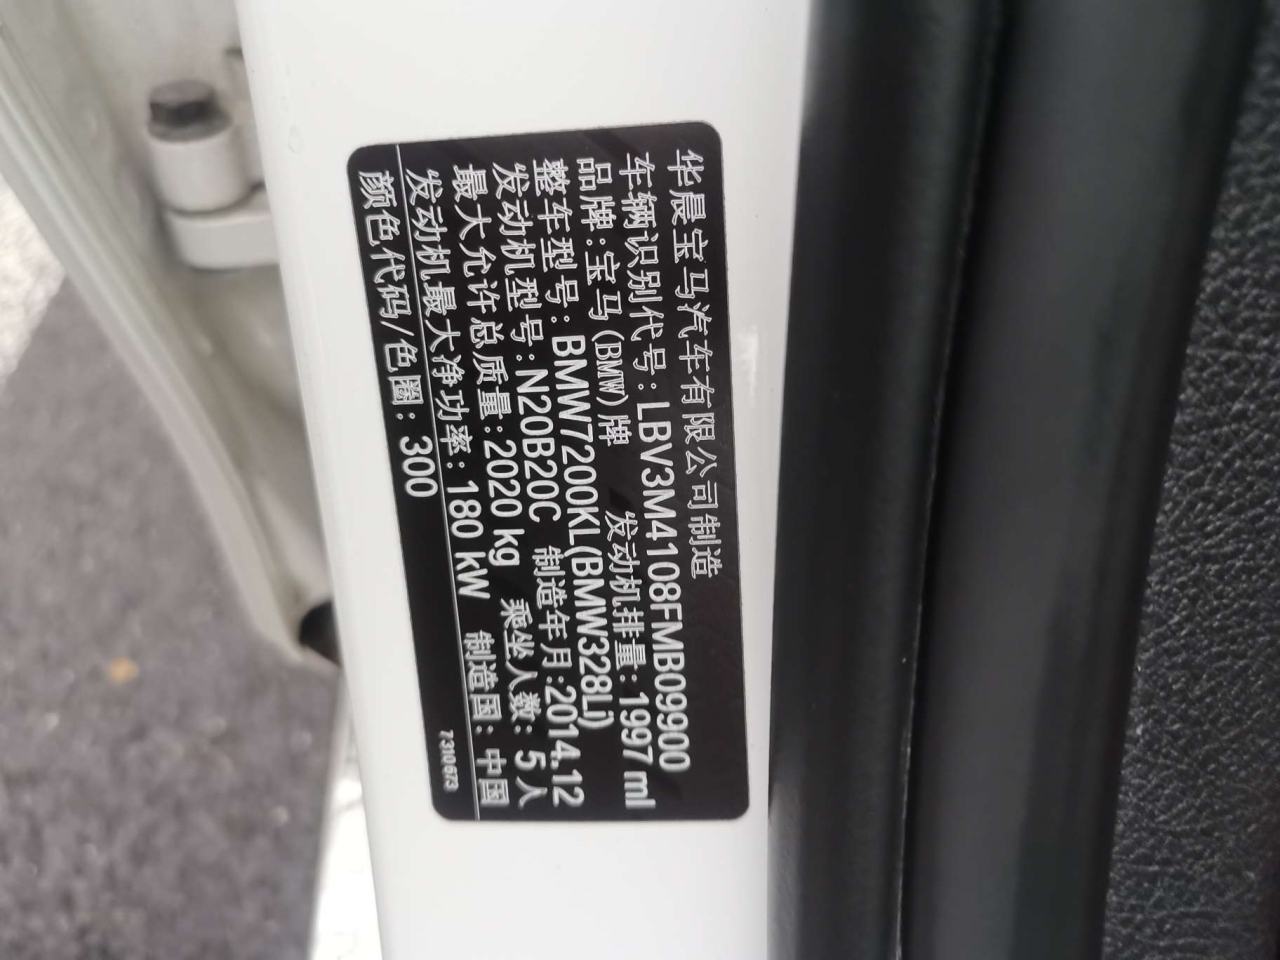 华晨宝马汽车有限公司制造
车辆识别代号: LBV3M4108FMB09900
品牌:宝马(BMW)牌 发动机排量: 1997 ml
整车型号: BMW7200KL(BMW328Li)
发动机型号:N20B20C 制造年月:2014.12
最大允许总质量:2020 kg 乘坐人数: 5人
发动机最大净功率: 180 kW 制造国: 中国
颜色代码/色圈: 300